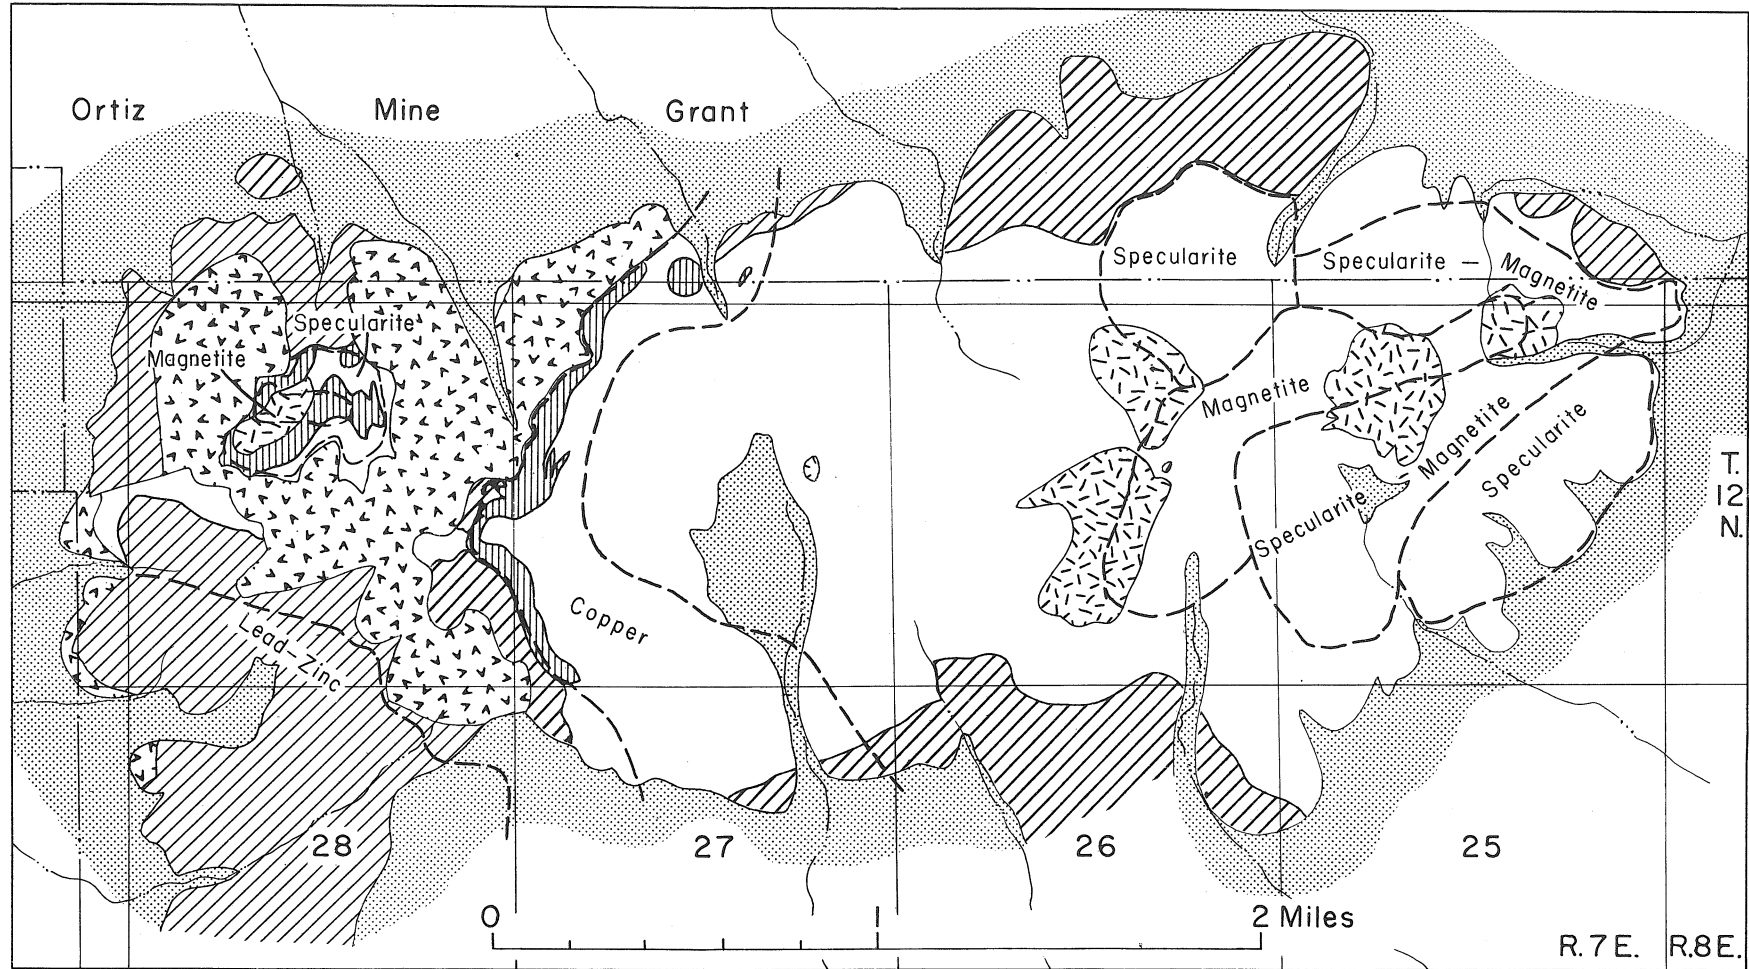 Ortiz Mine Grant
Specularite
Specularite – Magnetite
Specularite
Magnetite
Magnetite
Magnetite
Specularite
Specularite
T.
12
N.
Copper
Lead-Zinc
28 27 26 25
0 1 2 Miles
R.7E. R.8E.